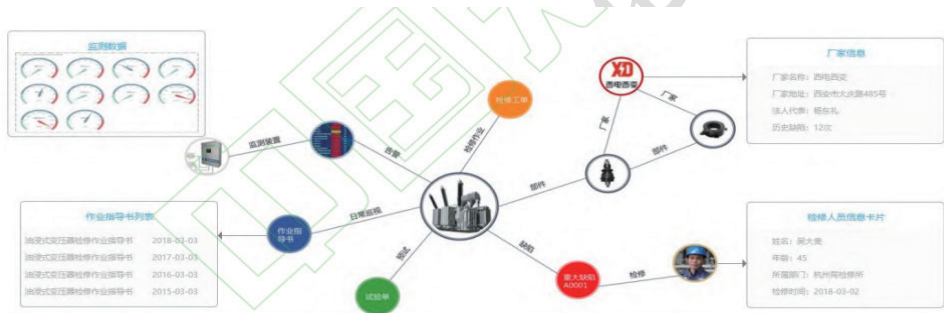 监测数据
厂家信息
厂家名称：西电西变
厂家地址：西安市大庆路485号
法人代表：杨东礼
历史缺陷：12次
XD
西电西变
厂家
厂家
检修工单
检修作业
监测装置
告警
部件
部件
作业指导书列表
油浸式变压器检修作业指导书 2018-03-03
油浸式变压器检修作业指导书 2017-03-03
油浸式变压器检修作业指导书 2016-03-03
油浸式变压器检修作业指导书 2015-03-03
作业指
导书
日常巡视
预试
试验单
缺陷
重大缺陷
A0001
检修
检修人员信息卡片
姓名：吴大勇
年龄：45
所属部门：杭州局检修所
检修时间：2018-03-02